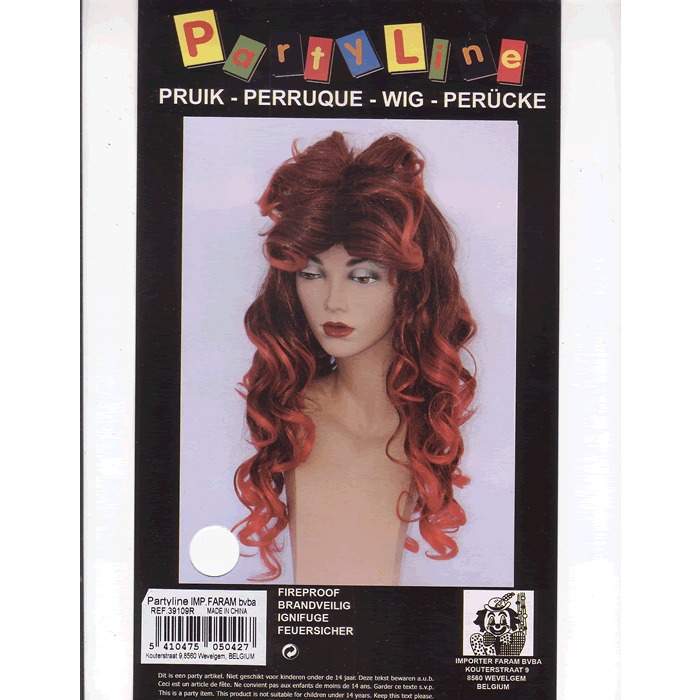 PartyLine
PRUIK - PERRUQUE - WIG - PERÜCKE
Partyline IMP.FARAM bvba
REF.39109R MADE IN CHINA
5 410475 050427
Kouterstraat 9,8560 Wevelgem, BELGIUM
FIREPROOF
BRANDVEILIG
IGNIFUGE
FEUERSICHER
IMPORTER FARAM BVBA
KOUTERSTRAAT 9
8560 WEVELGEM
BELGIUM
Dit is een party artikel. Niet geschikt voor kinderen onder de 14 jaar. Deze tekst bewaren a.u.b.
Ceci est un article de fête. Ne convient pas aux enfants de moins de 14 ans. Garder ce texte s.v.p.
This is a party item. This product is not suitable for children under 14 years. Keep this text please.